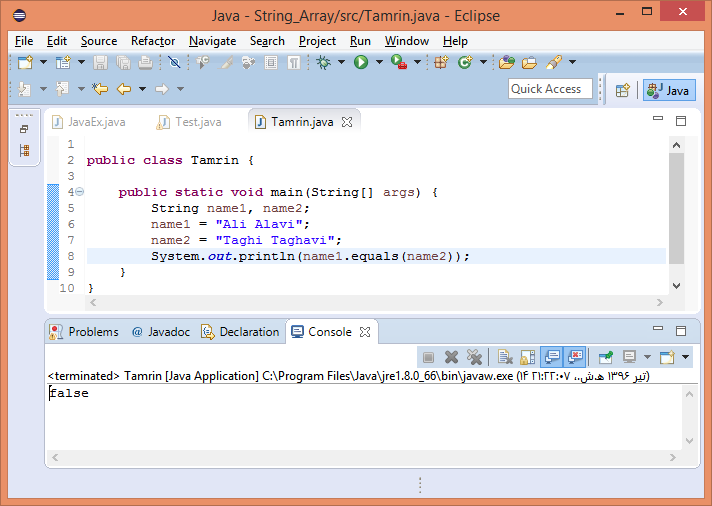 Java - String_Array/src/Tamrin.java - Eclipse
File Edit Source Refactor Navigate Search Project Run Window Help
Quick Access
Java
JavaEx.java Test.java Tamrin.java
1
2 public class Tamrin {
3
4 public static void main(String[] args) {
5 String name1, name2;
6 name1 = "Ali Alavi";
7 name2 = "Taghi Taghavi";
8 System.out.println(name1.equals(name2));
9 }
10 }
Problems @ Javadoc Declaration Console
<terminated> Tamrin [Java Application] C:\Program Files\Java\jre1.8.0_66\bin\javaw.exe (۱۴ تیر ۱۳۹۶ ه‍.ش.،‏ ۲۱:۲۲:۰۷)
false